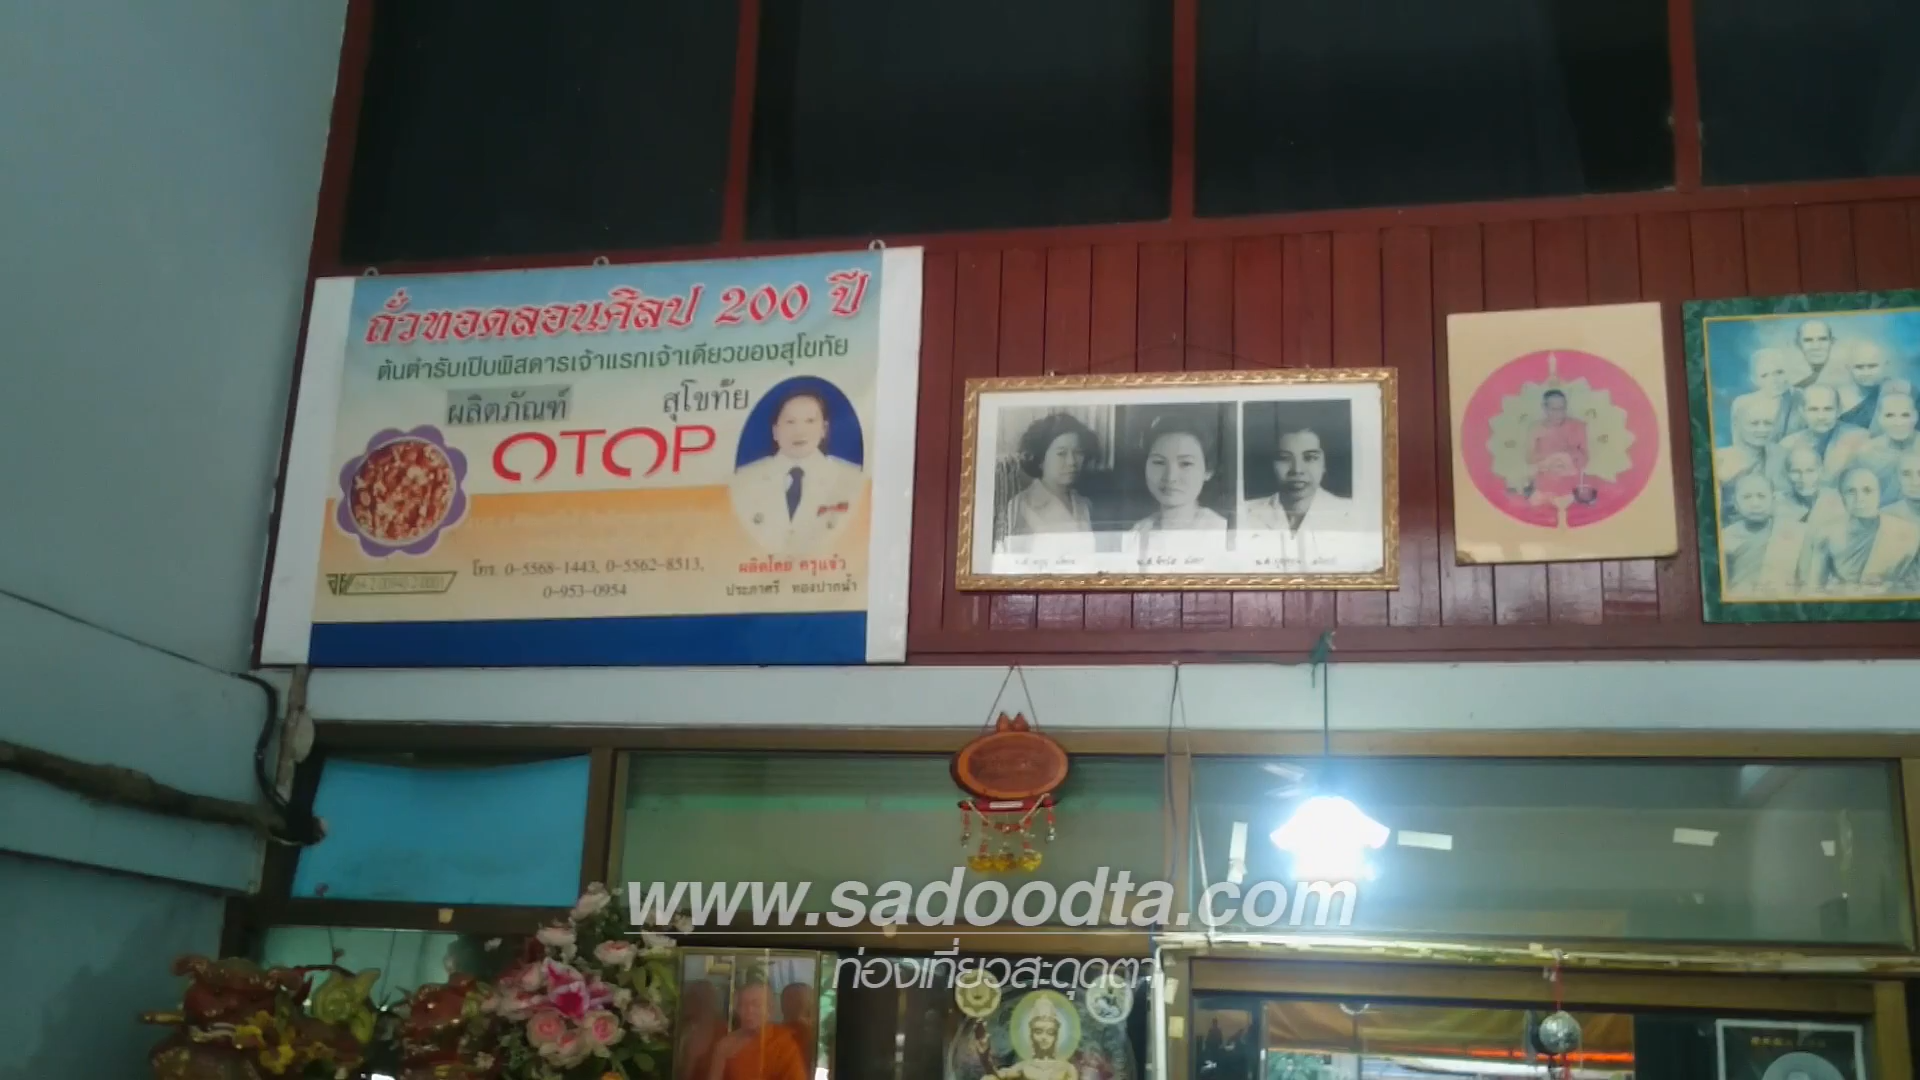 ถั่วทอดลอนศิลป 200 ปี
ต้นตำรับเปิบพิสดารเจ้าแรกเจ้าเดียวของสุโขทัย
ผลิตภัณฑ์ สุโขทัย
OTOP
โทร. 0-5568-1443, 0-5562-8513,
0-953-0954
ผลิตโดย ครูแจ๋ว
ประภาศรี ทองปากน้ำ
www.sadoodta.com
ท่องเที่ยวสะดุดตา